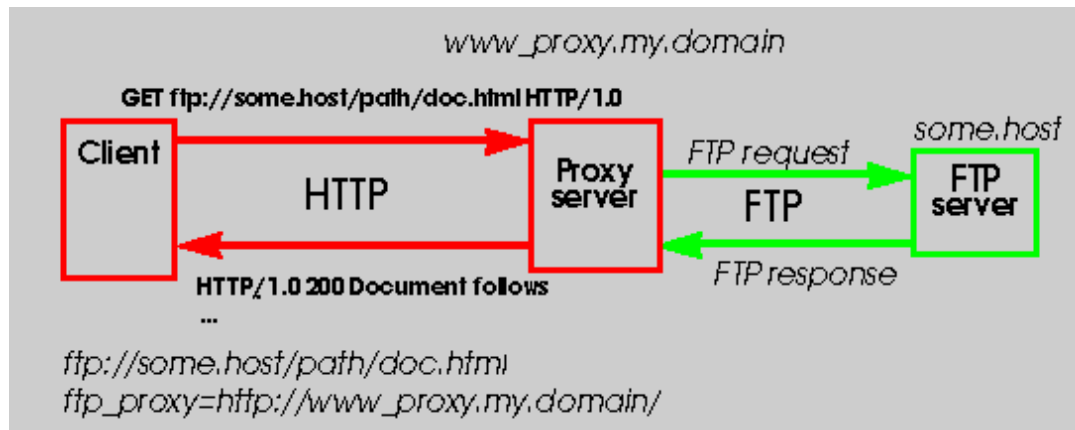 www_proxy.my.domain
GET ftp://some.host/path/doc.html HTTP/1.0
Client
HTTP
Proxy
server
some.host
FTP request
FTP
FTP
server
FTP response
HTTP/1.0 200 Document follows
...
ftp://some.host/path/doc.html
ftp_proxy=http://www_proxy.my.domain/